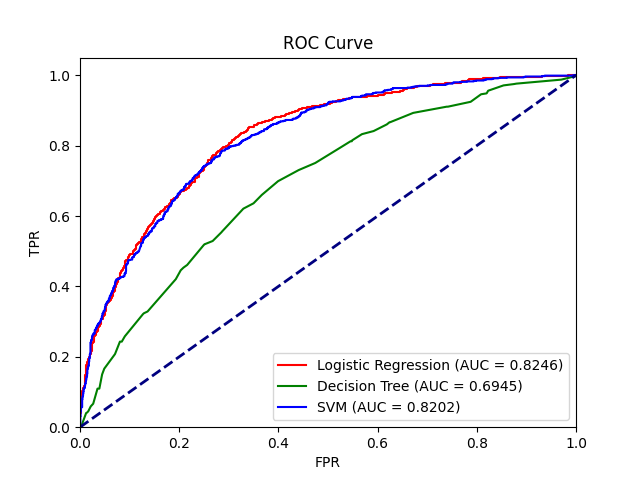 ROC Curve
TPR
1.0
0.8
0.6
0.4
0.2
0.0
Logistic Regression (AUC = 0.8246)
Decision Tree (AUC = 0.6945)
SVM (AUC = 0.8202)
0.0 0.2 0.4 0.6 0.8 1.0
FPR